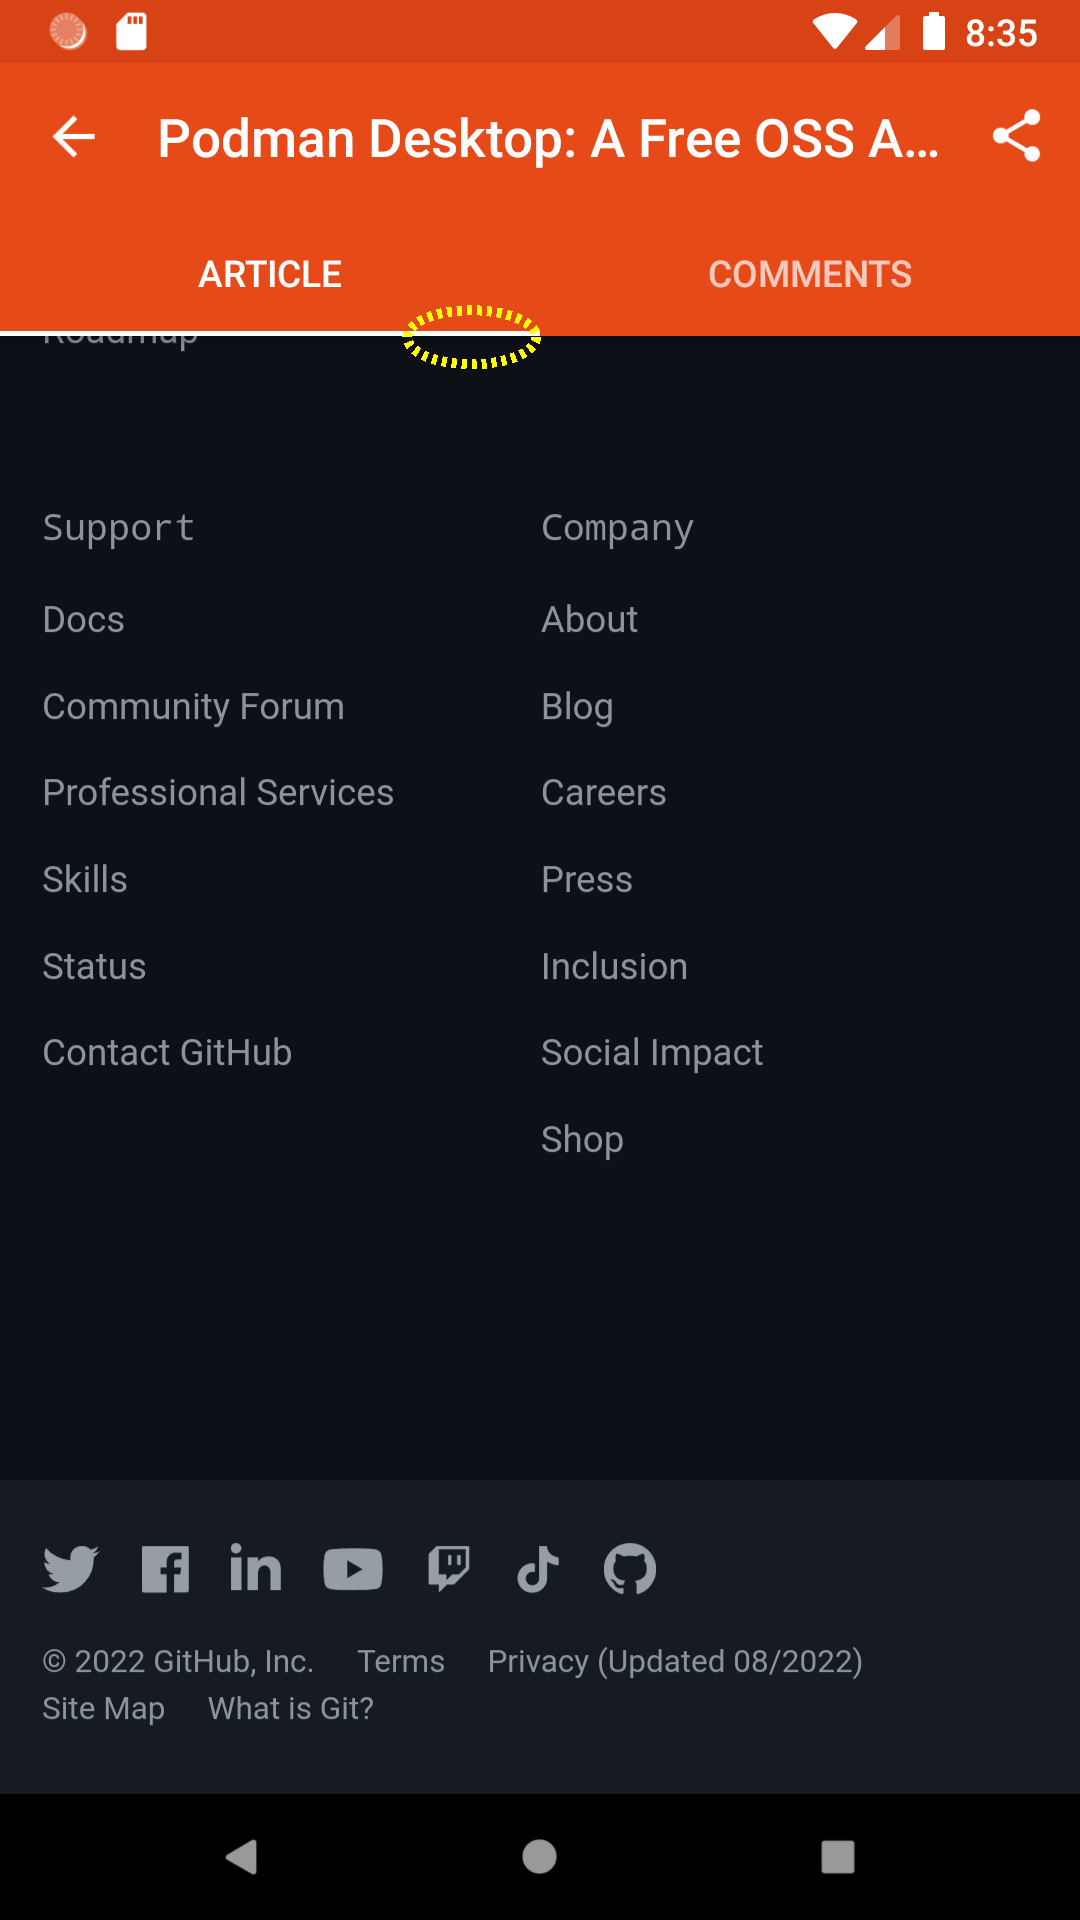 8:35
Podman Desktop: A Free OSS A...
ARTICLE COMMENTS
Roadmap
Support Company
Docs About
Community Forum Blog
Professional Services Careers
Skills Press
Status Inclusion
Contact GitHub Social Impact
Shop
© 2022 GitHub, Inc. Terms Privacy (Updated 08/2022)
Site Map What is Git?